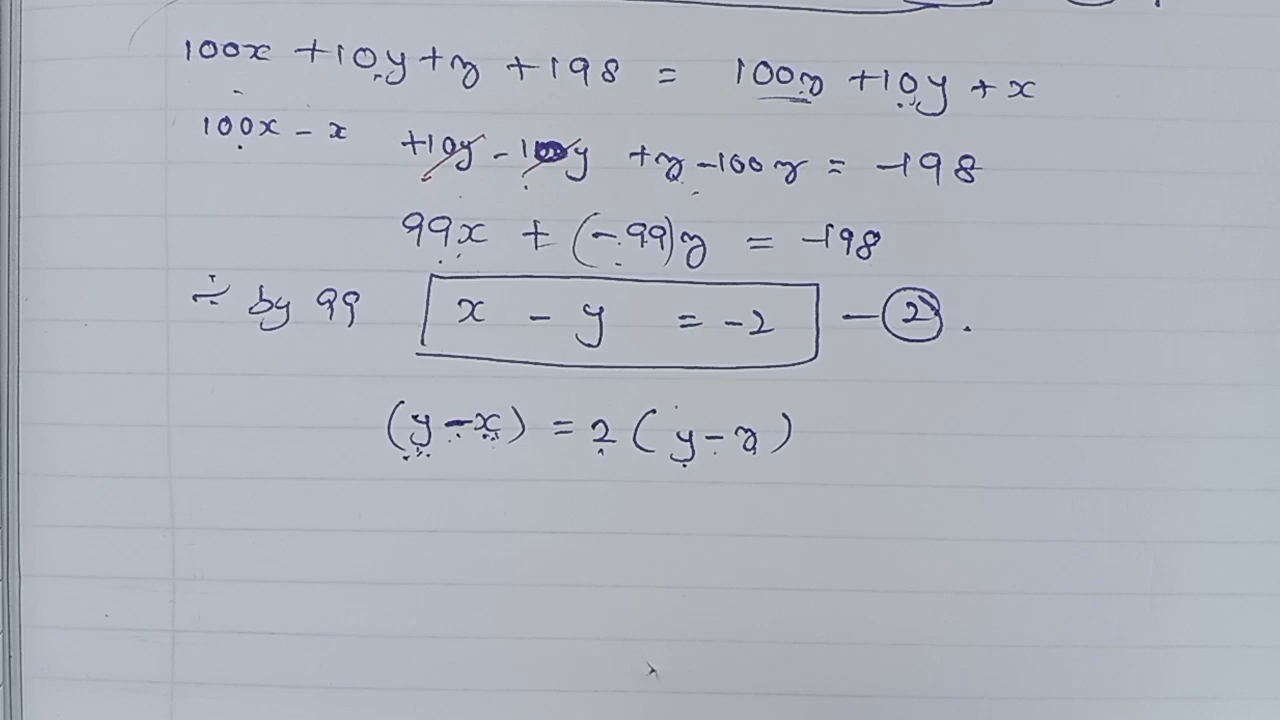 100x + 10y + z + 198 = 100z + 10y + x
100x - x + 10y - 10y + z - 100z = -198
99x + (-99)z = -198
÷ by 99 x - y = -2 - 2.
(y - x) = 2 (y - z)